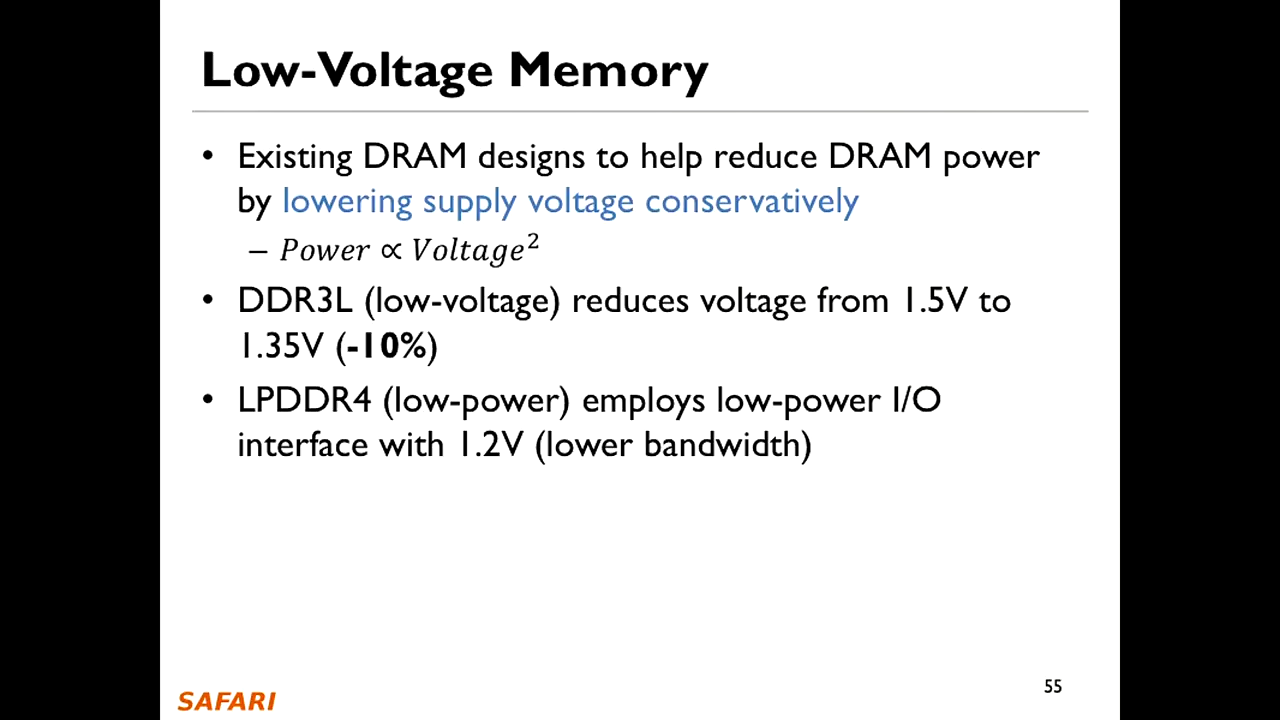 Low-Voltage Memory
• Existing DRAM designs to help reduce DRAM power
by lowering supply voltage conservatively
– Power ∝ Voltage²
• DDR3L (low-voltage) reduces voltage from 1.5V to
1.35V (-10%)
• LPDDR4 (low-power) employs low-power I/O
interface with 1.2V (lower bandwidth)
SAFARI
55